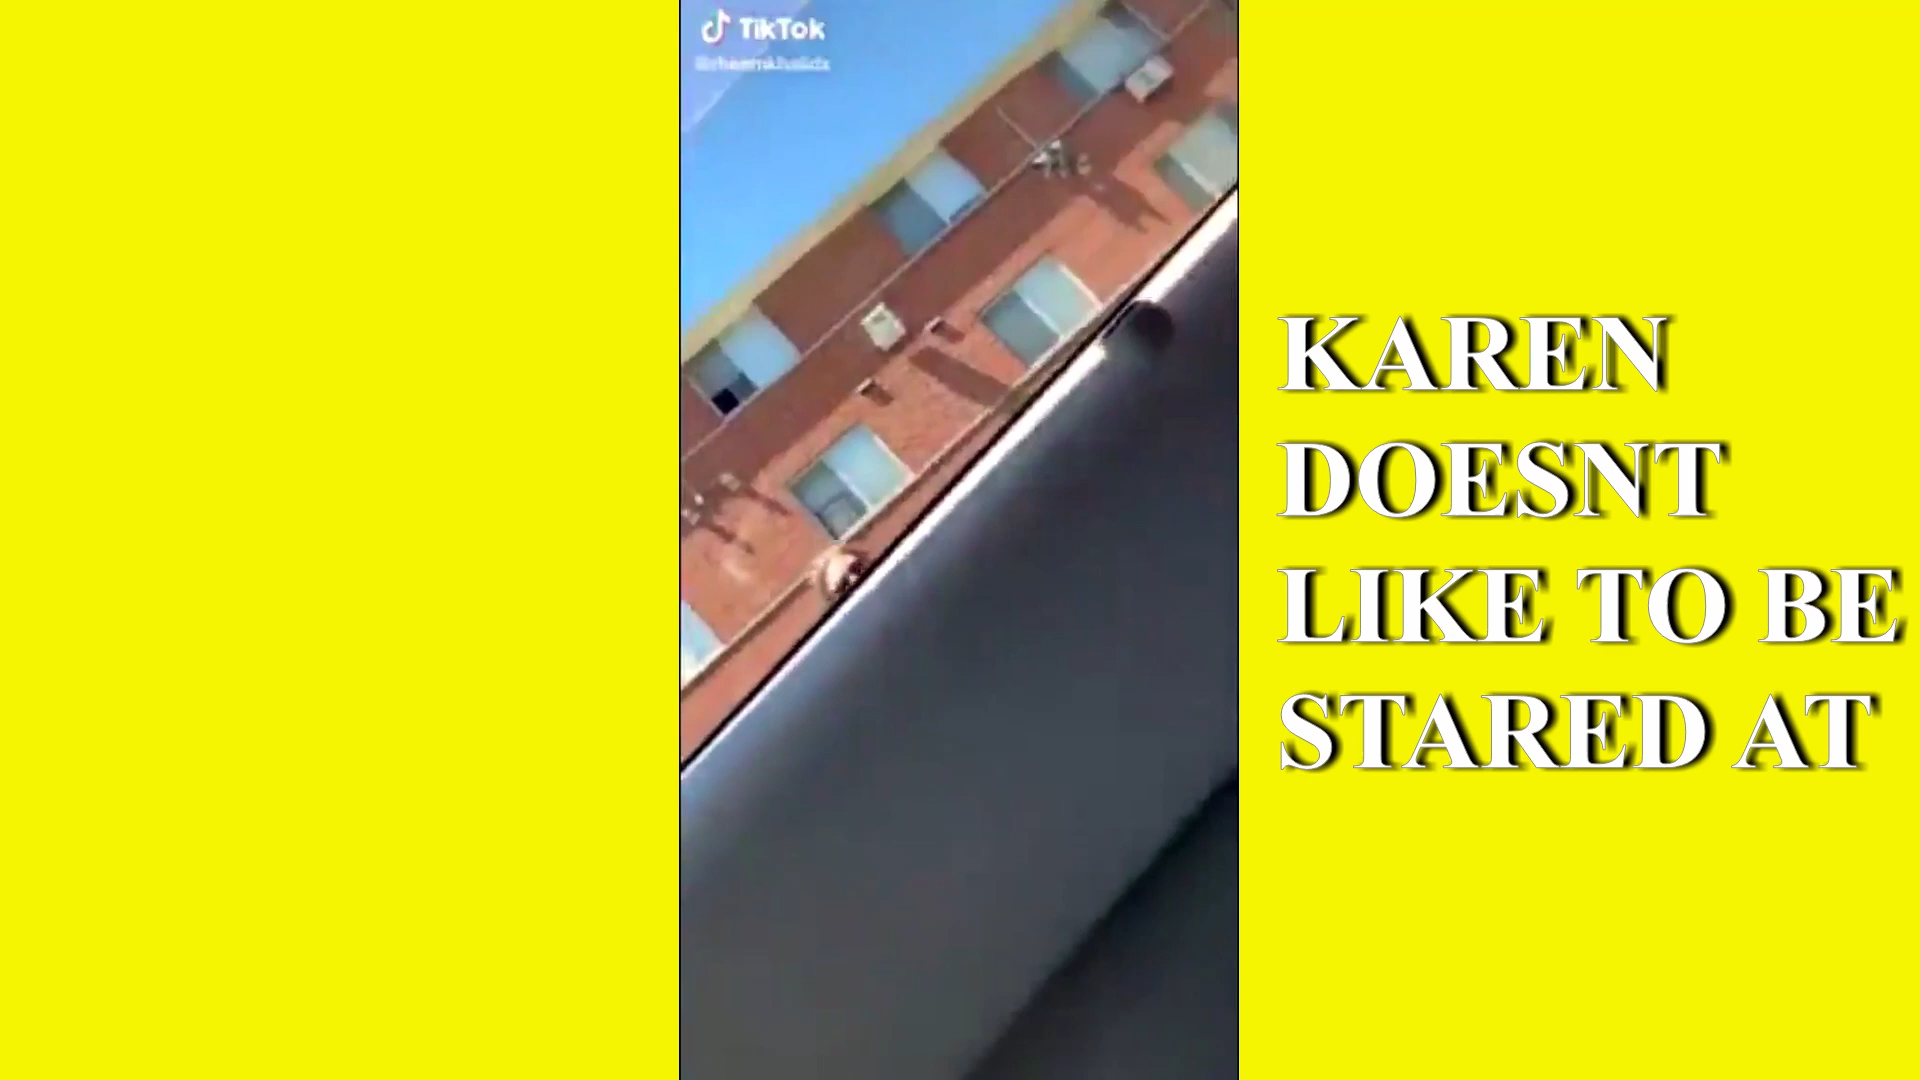 TikTok
KAREN
DOESNT
LIKE TO BE
STARED AT